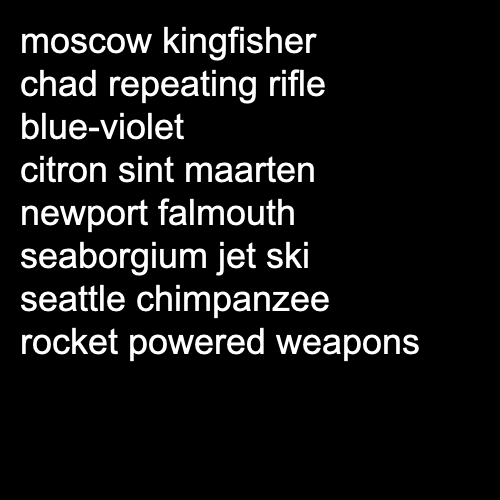 moscow kingfisher
chad repeating rifle
blue-violet
citron sint maarten
newport falmouth
seaborgium jet ski
seattle chimpanzee
rocket powered weapons